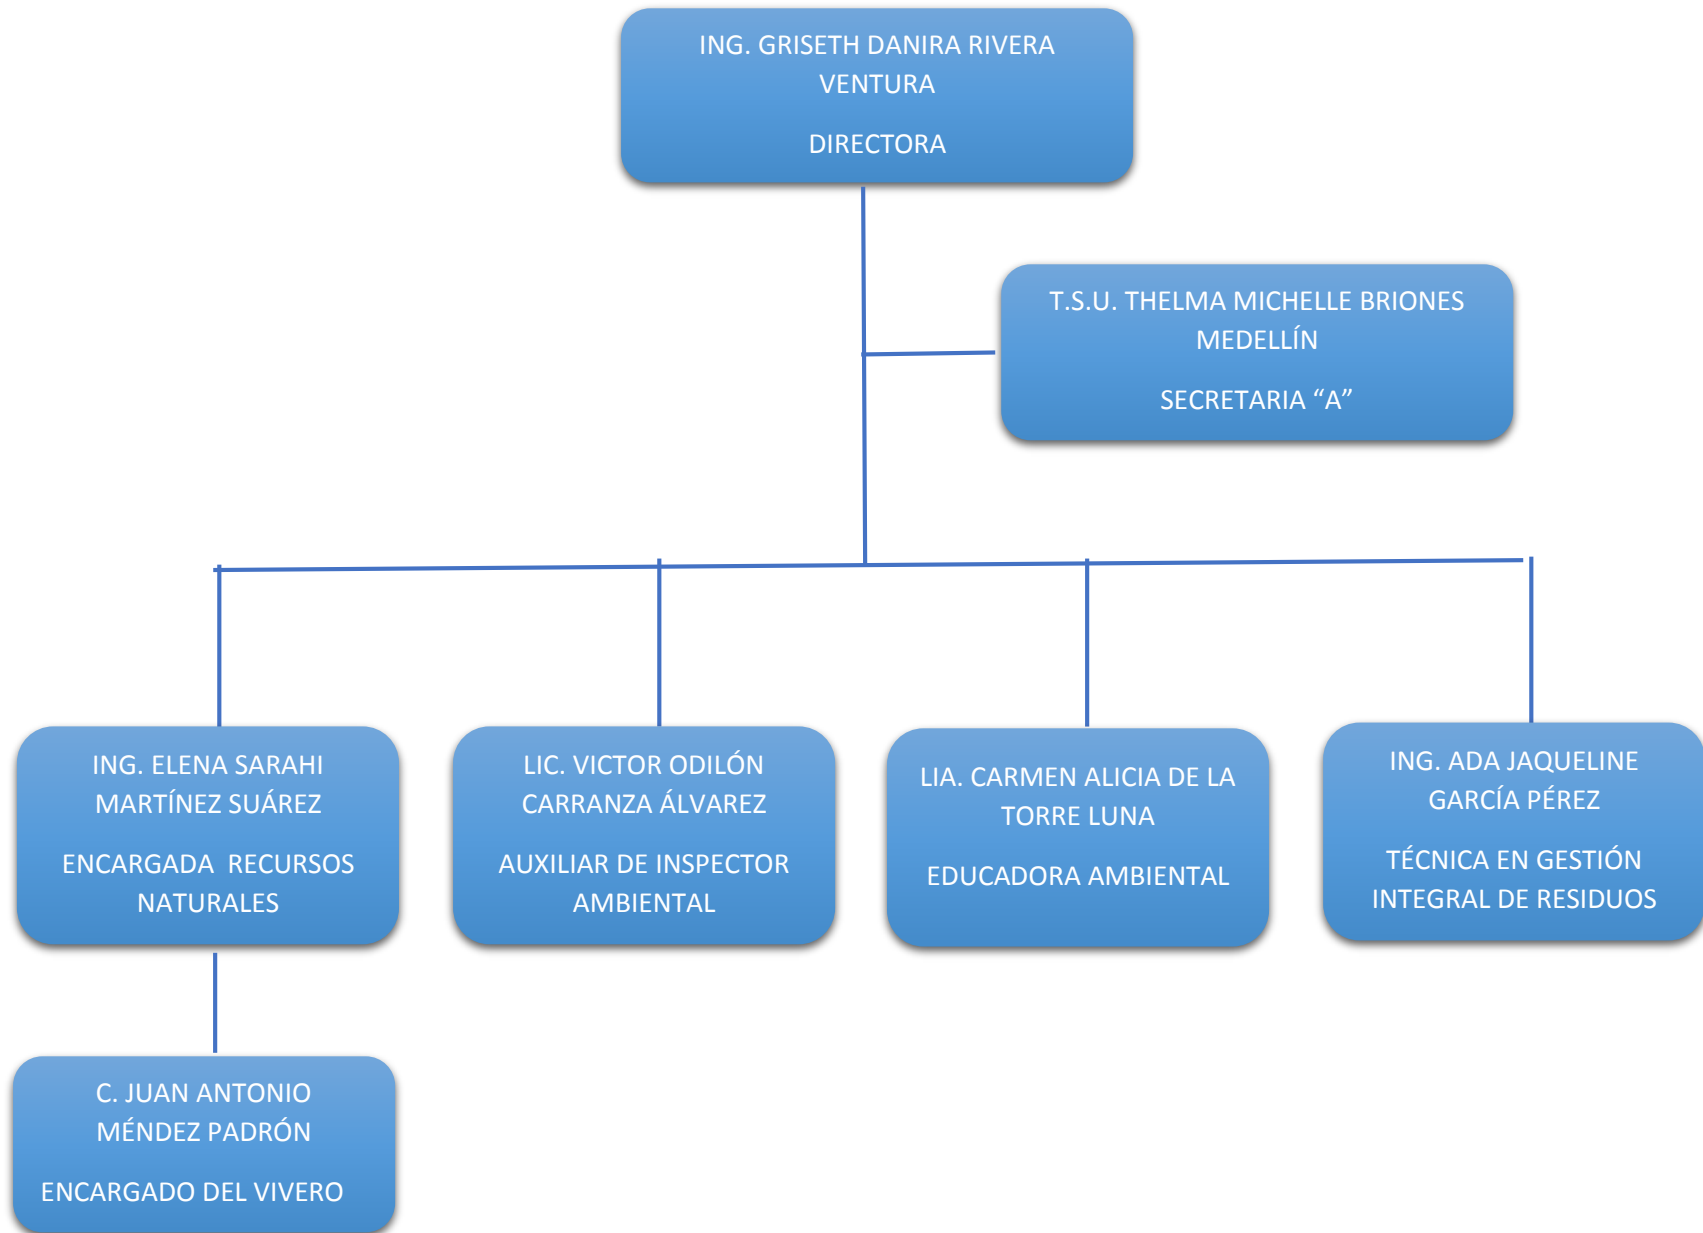 ING. GRISETH DANIRA RIVERA
VENTURA
DIRECTORA
T.S.U. THELMA MICHELLE BRIONES
MEDELLÍN
SECRETARIA “A”
ING. ELENA SARAHI
MARTÍNEZ SUÁREZ
ENCARGADA RECURSOS
NATURALES
LIC. VICTOR ODILÓN
CARRANZA ÁLVAREZ
AUXILIAR DE INSPECTOR
AMBIENTAL
LIA. CARMEN ALICIA DE LA
TORRE LUNA
EDUCADORA AMBIENTAL
ING. ADA JAQUELINE
GARCÍA PÉREZ
TÉCNICA EN GESTIÓN
INTEGRAL DE RESIDUOS
C. JUAN ANTONIO
MÉNDEZ PADRÓN
ENCARGADO DEL VIVERO